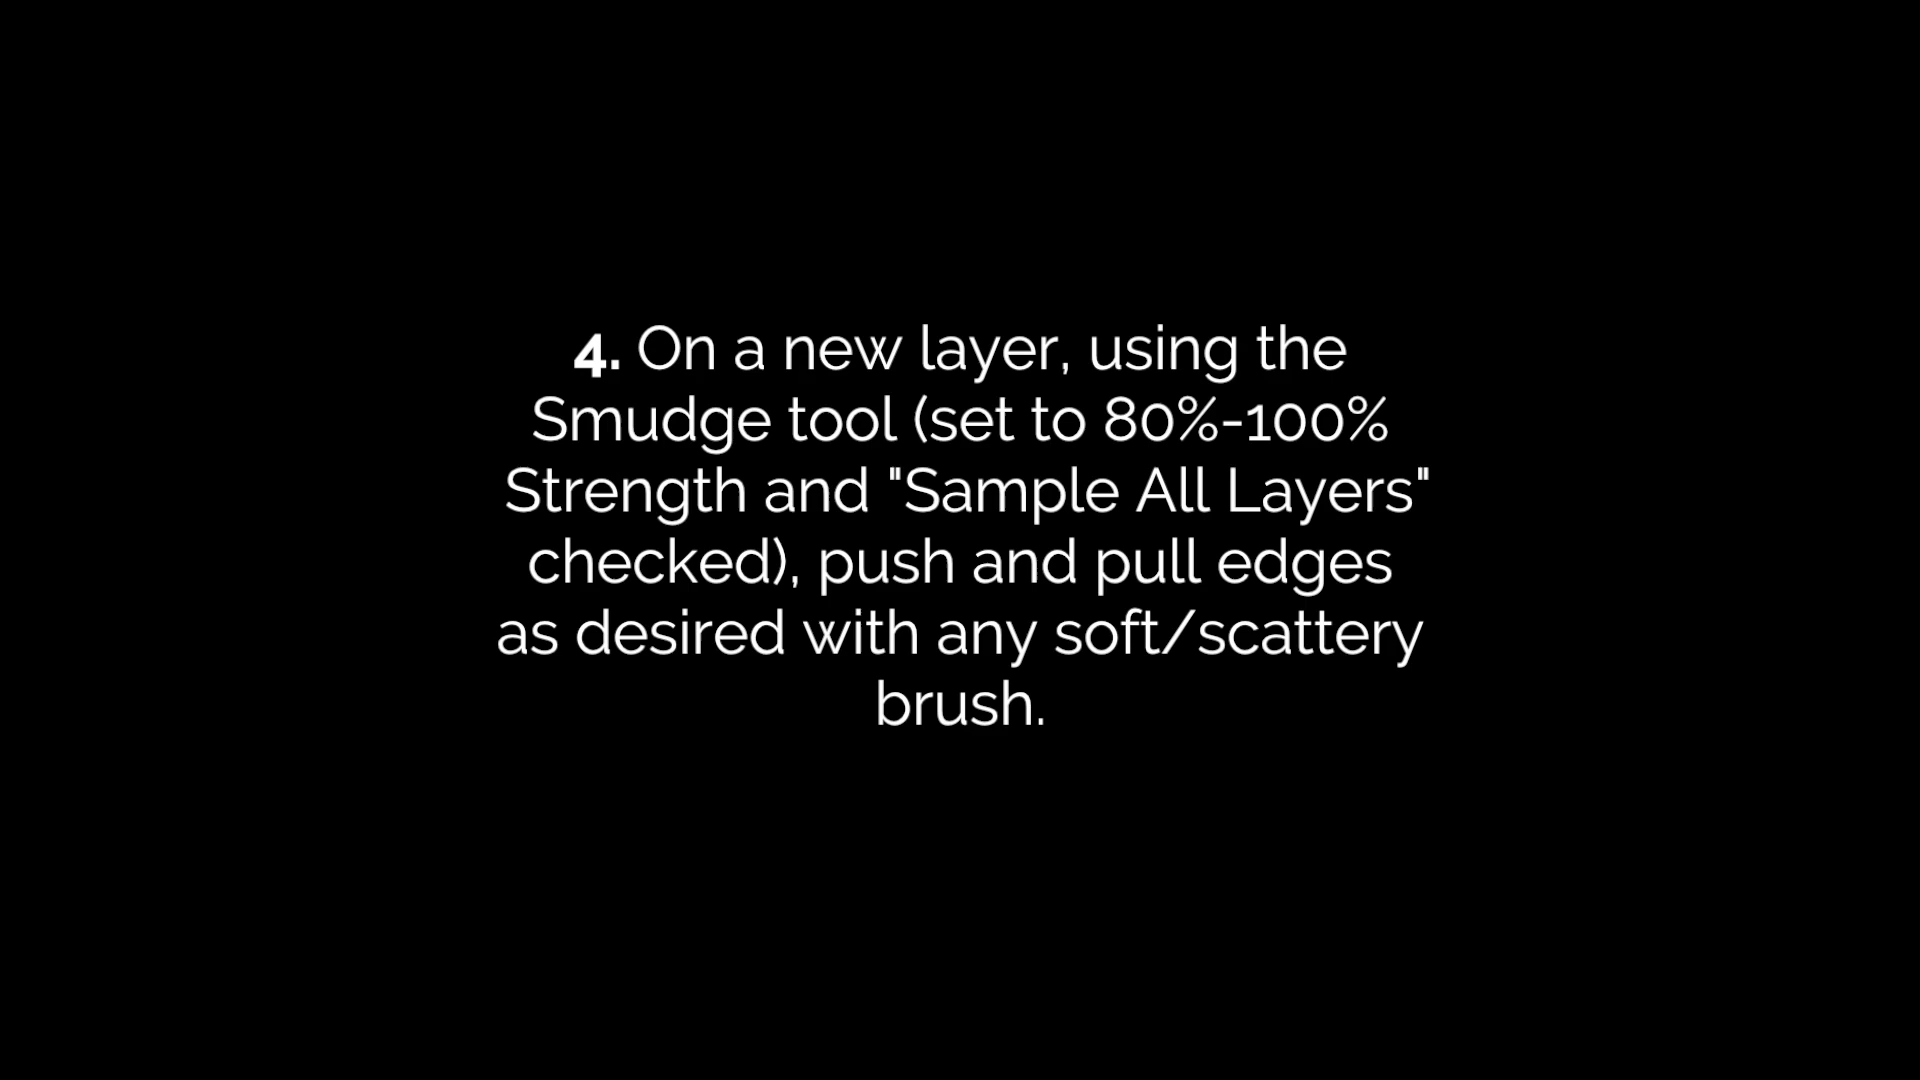 4. On a new layer, using the
Smudge tool (set to 80%-100%
Strength and "Sample All Layers"
checked), push and pull edges
as desired with any soft/scattery
brush.